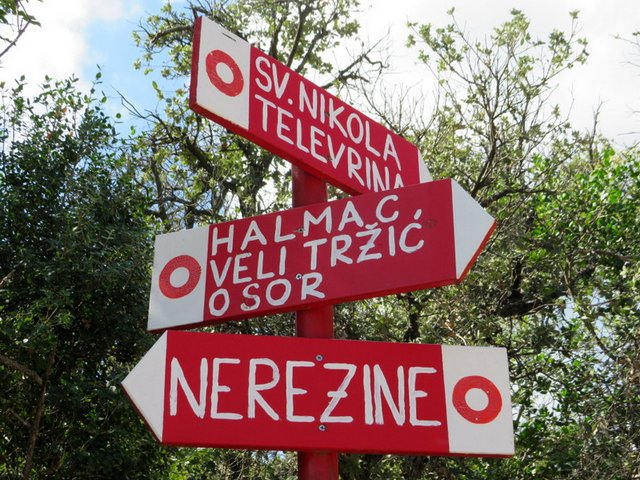 SV. NIKOLA
TELEVRINA
HALMAC
VELI TRŽIĆ
OSOR
NEREZINE